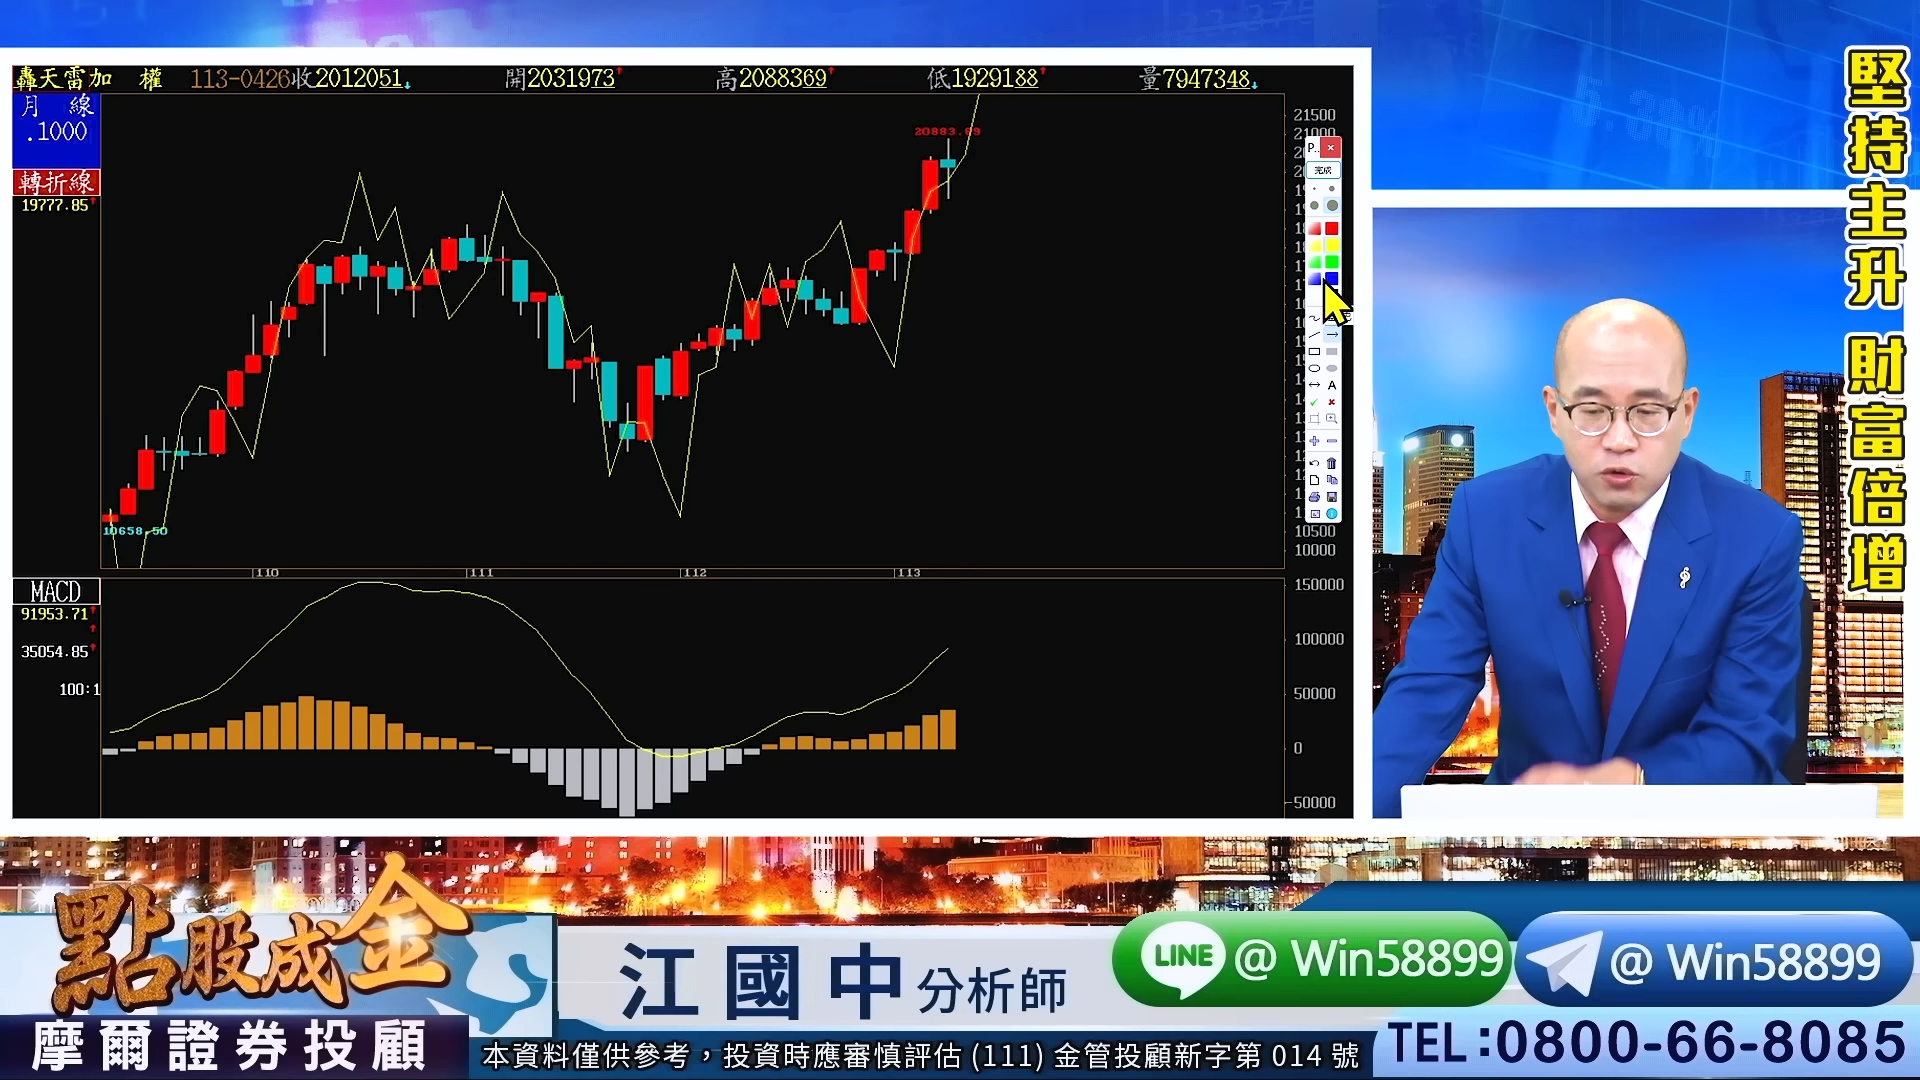 轟天雷加 權 113-0426收2012051↓ 開2031973↑ 高2088369↑ 低1929188↑ 量7947348↓
月 線
.1000
轉折線
19777.85↑
20883.69
10658.50
21500
10500
10000
P..
完成
A
110 111 112 113
MACD
91953.71↑
35054.85↑
100:1
150000
100000
50000
0
-50000
堅持主升 財富倍增
點股成金
摩爾證券投顧
江國中 分析師
LINE @ Win58899
@ Win58899
TEL:0800-66-8085
本資料僅供參考，投資時應審慎評估 (111) 金管投顧新字第 014 號